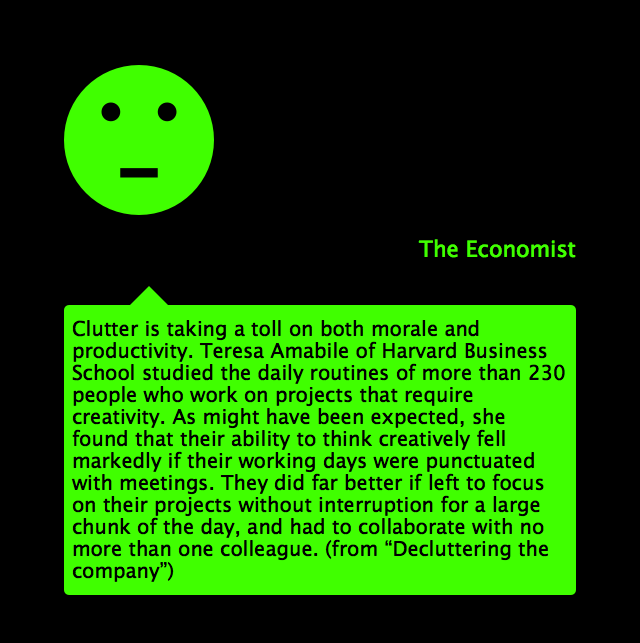 The Economist
Clutter is taking a toll on both morale and
productivity. Teresa Amabile of Harvard Business
School studied the daily routines of more than 230
people who work on projects that require
creativity. As might have been expected, she
found that their ability to think creatively fell
markedly if their working days were punctuated
with meetings. They did far better if left to focus
on their projects without interruption for a large
chunk of the day, and had to collaborate with no
more than one colleague. (from “Decluttering the
company”)